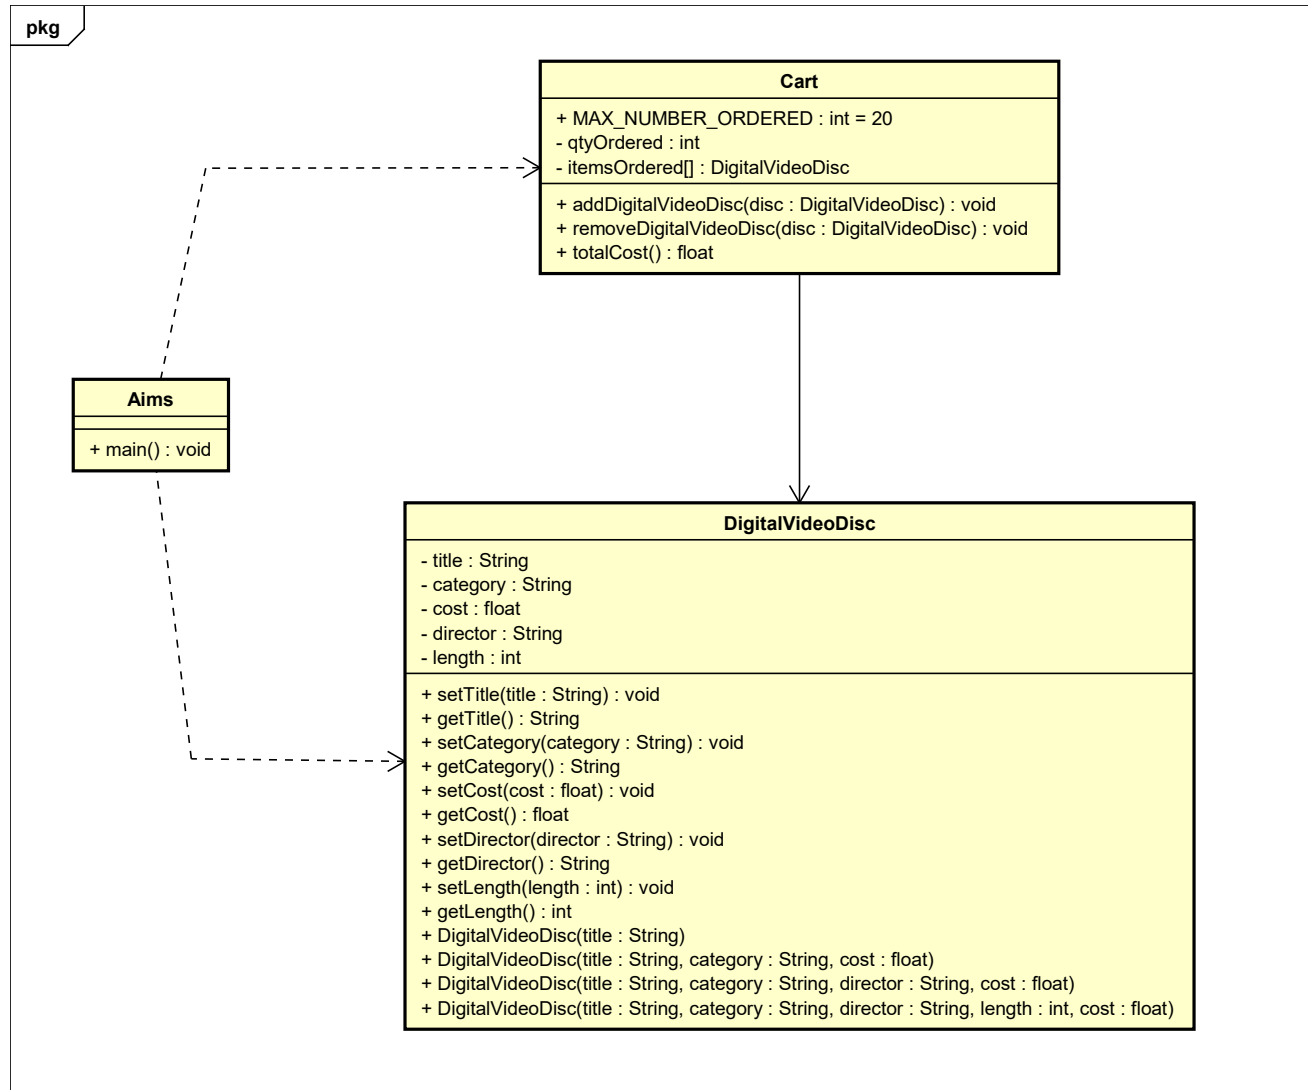 pkg
Cart
+ MAX_NUMBER_ORDERED : int = 20
- qtyOrdered : int
- itemsOrdered[] : DigitalVideoDisc
+ addDigitalVideoDisc(disc : DigitalVideoDisc) : void
+ removeDigitalVideoDisc(disc : DigitalVideoDisc) : void
+ totalCost() : float
Aims
+ main() : void
DigitalVideoDisc
- title : String
- category : String
- cost : float
- director : String
- length : int
+ setTitle(title : String) : void
+ getTitle() : String
+ setCategory(category : String) : void
+ getCategory() : String
+ setCost(cost : float) : void
+ getCost() : float
+ setDirector(director : String) : void
+ getDirector() : String
+ setLength(length : int) : void
+ getLength() : int
+ DigitalVideoDisc(title : String)
+ DigitalVideoDisc(title : String, category : String, cost : float)
+ DigitalVideoDisc(title : String, category : String, director : String, cost : float)
+ DigitalVideoDisc(title : String, category : String, director : String, length : int, cost : float)